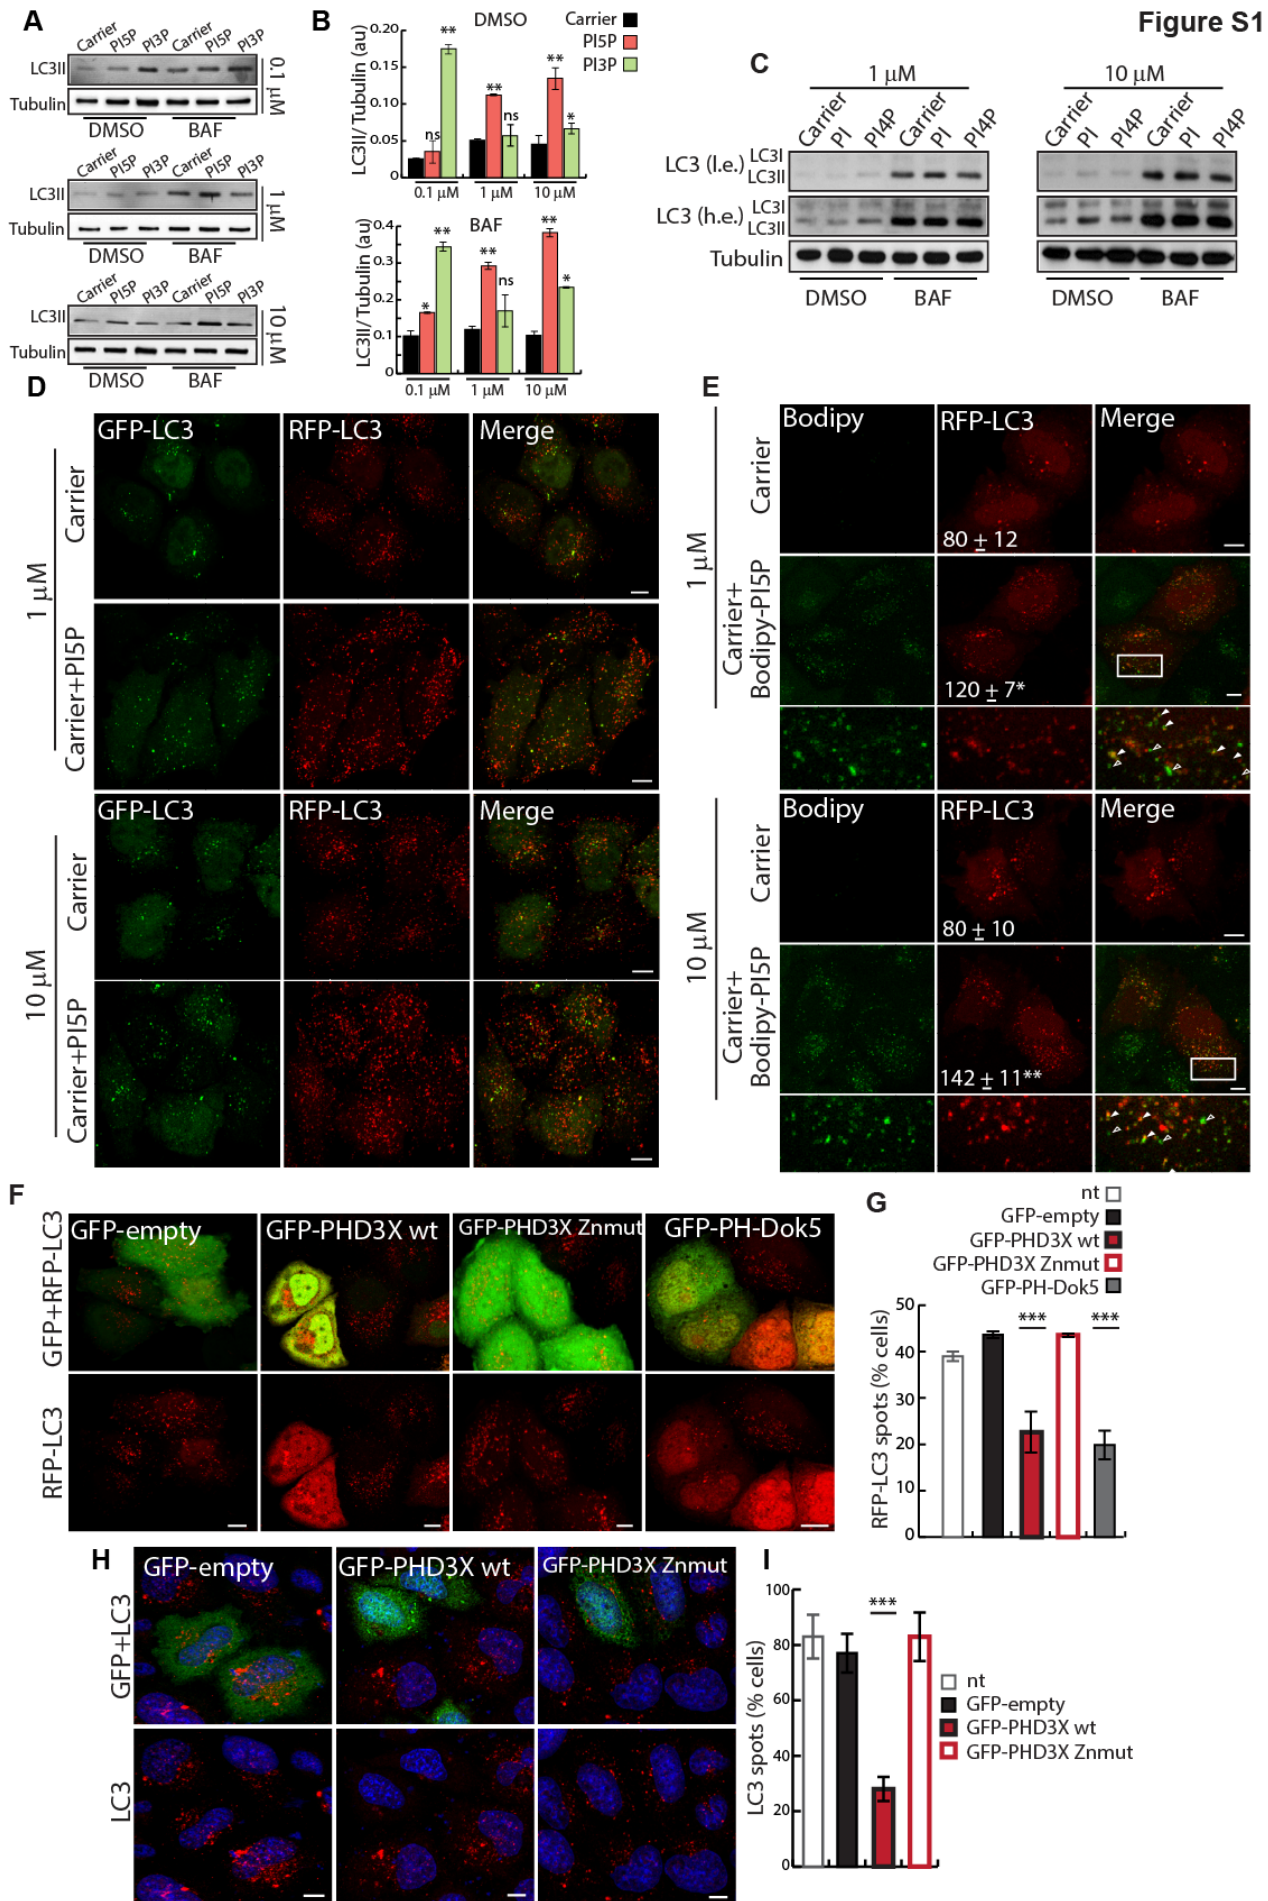 Figure S1
A
Carrier PI5P PI3P Carrier PI5P PI3P
LC3II
Tubulin
DMSO BAF
0.1 μM
Carrier PI5P PI3P Carrier PI5P PI3P
LC3II
Tubulin
DMSO BAF
1 μM
Carrier PI5P PI3P Carrier PI5P PI3P
LC3II
Tubulin
DMSO BAF
10 μM
B
DMSO
Carrier
PI5P
PI3P
LC3II/Tubulin (au)
0.20
0.15
0.10
0.05
0
ns ** ** ns ** *
0.1 μM 1 μM 10 μM
BAF
LC3II/Tubulin (au)
0.4
0.3
0.2
0.1
0
* ** ** ns ** *
0.1 μM 1 μM 10 μM
C
1 μM 10 μM
Carrier PI PI4P Carrier PI PI4P Carrier PI PI4P Carrier PI PI4P
LC3 (l.e.) LC3I
LC3II
LC3 (h.e.) LC3I
LC3II
Tubulin
DMSO BAF DMSO BAF
D
GFP-LC3 RFP-LC3 Merge
1 μM
Carrier
Carrier+PI5P
GFP-LC3 RFP-LC3 Merge
10 μM
Carrier
Carrier+PI5P
E
Bodipy RFP-LC3 Merge
1 μM
Carrier
80 ± 12
Carrier+
Bodipy-PI5P
120 ± 7*
Bodipy RFP-LC3 Merge
10 μM
Carrier
80 ± 10
Carrier+
Bodipy-PI5P
142 ± 11**
F
GFP-empty GFP-PHD3X wt GFP-PHD3X Znmut GFP-PH-Dok5
GFP+RFP-LC3
RFP-LC3
G
nt
GFP-empty
GFP-PHD3X wt
GFP-PHD3X Znmut
GFP-PH-Dok5
RFP-LC3 spots (% cells)
50
40
30
20
10
0
*** ***
H
GFP-empty GFP-PHD3X wt GFP-PHD3X Znmut
GFP+LC3
LC3
I
LC3 spots (% cells)
100
80
60
40
20
0
***
nt
GFP-empty
GFP-PHD3X wt
GFP-PHD3X Znmut